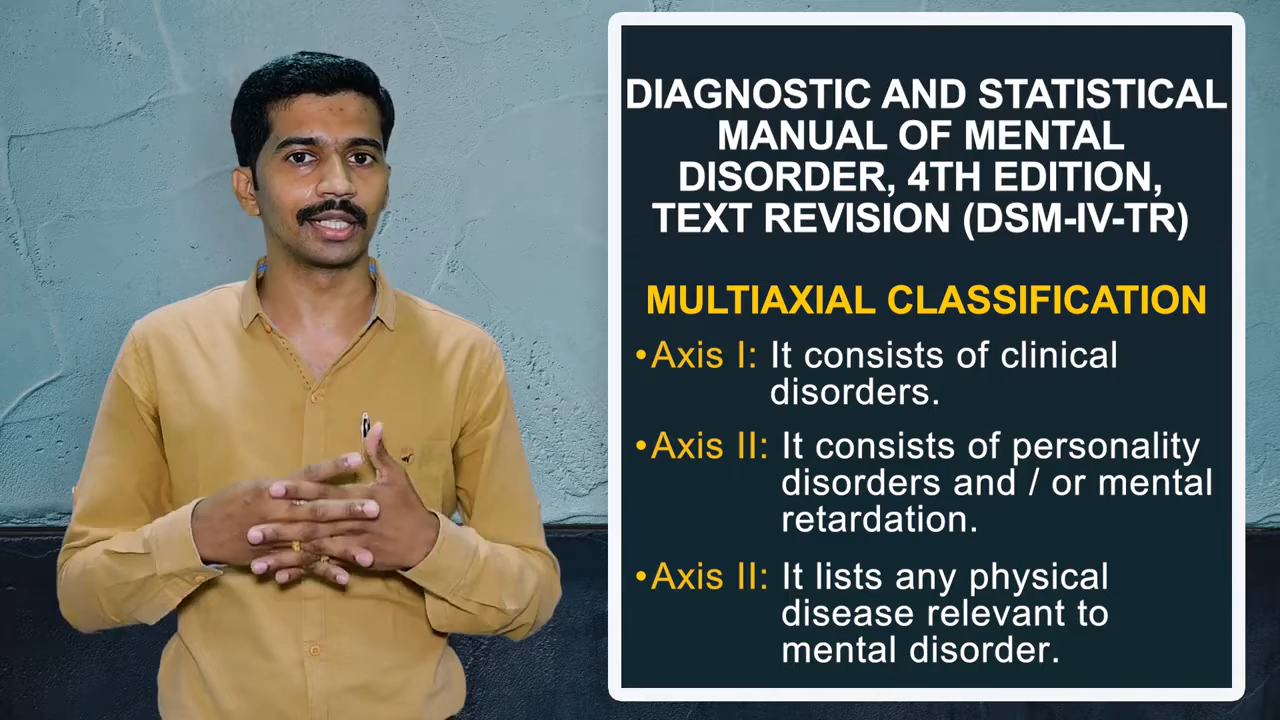 DIAGNOSTIC AND STATISTICAL
MANUAL OF MENTAL
DISORDER, 4TH EDITION,
TEXT REVISION (DSM-IV-TR)
MULTIAXIAL CLASSIFICATION
•Axis I: It consists of clinical
disorders.
•Axis II: It consists of personality
disorders and / or mental
retardation.
•Axis II: It lists any physical
disease relevant to
mental disorder.